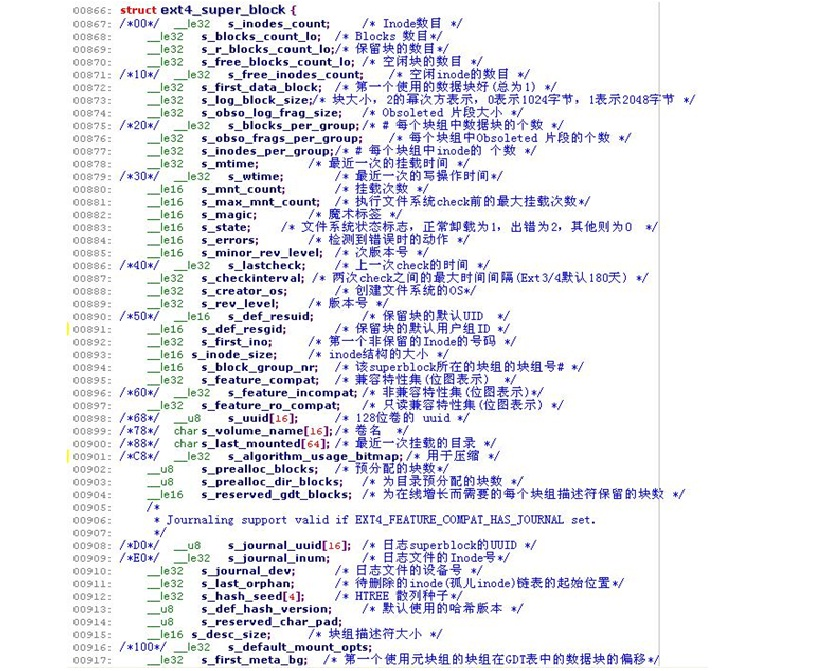 00866: struct ext4_super_block {
00867: /*00*/ __le32 s_inodes_count; /* Inode数目 */
00868: __le32 s_blocks_count_lo; /* Blocks 数目*/
00869: __le32 s_r_blocks_count_lo;/* 保留块的数目*/
00870: __le32 s_free_blocks_count_lo; /* 空闲块的数目 */
00871: /*10*/ __le32 s_free_inodes_count; /* 空闲inode的数目 */
00872: __le32 s_first_data_block; /* 第一个使用的数据块好(总为1) */
00873: __le32 s_log_block_size;/* 块大小，2的幂次方表示，0表示1024字节，1表示2048字节 */
00874: __le32 s_obso_log_frag_size; /* Obsoleted 片段大小 */
00875: /*20*/ __le32 s_blocks_per_group;/* # 每个块组中数据块的个数 */
00876: __le32 s_obso_frags_per_group; /* 每个块组中Obsoleted 片段的个数 */
00877: __le32 s_inodes_per_group;/* # 每个块组中inode的 个数 */
00878: __le32 s_mtime; /* 最近一次的挂载时间 */
00879: /*30*/ __le32 s_wtime; /* 最近一次的写操作时间*/
00880: __le16 s_mnt_count; /* 挂载次数 */
00881: __le16 s_max_mnt_count; /* 执行文件系统check前的最大挂载次数*/
00882: __le16 s_magic; /* 魔术标签 */
00883: __le16 s_state; /* 文件系统状态标志，正常卸载为1，出错为2，其他则为0 */
00884: __le16 s_errors; /* 检测到错误时的动作 */
00885: __le16 s_minor_rev_level; /* 次版本号 */
00886: /*40*/ __le32 s_lastcheck; /* 上一次check的时间 */
00887: __le32 s_checkinterval; /* 两次check之间的最大时间间隔(Ext3/4默认180天) */
00888: __le32 s_creator_os; /* 创建文件系统的OS*/
00889: __le32 s_rev_level; /* 版本号 */
00890: /*50*/ __le16 s_def_resuid; /* 保留块的默认UID */
00891: __le16 s_def_resgid; /* 保留块的默认用户组ID */
00892: __le32 s_first_ino; /* 第一个非保留的Inode的号码 */
00893: __le16 s_inode_size; /* inode结构的大小 */
00894: __le16 s_block_group_nr; /* 该superblock所在的块组的块组号# */
00895: __le32 s_feature_compat; /* 兼容特性集(位图表示) */
00896: /*60*/ __le32 s_feature_incompat; /* 非兼容特性集(位图表示)*/
00897: __le32 s_feature_ro_compat; /* 只读兼容特性集(位图表示) */
00898: /*68*/ __u8 s_uuid[16]; /* 128位卷的 uuid */
00899: /*78*/ char s_volume_name[16];/* 卷名 */
00900: /*88*/ char s_last_mounted[64]; /* 最近一次挂载的目录 */
00901: /*C8*/ __le32 s_algorithm_usage_bitmap;/* 用于压缩 */
00902: __u8 s_prealloc_blocks; /* 预分配的块数*/
00903: __u8 s_prealloc_dir_blocks; /* 为目录预分配的块数 */
00904: __le16 s_reserved_gdt_blocks; /* 为在线增长而需要的每个块组描述符保留的块数 */
00905: /*
00906: * Journaling support valid if EXT4_FEATURE_COMPAT_HAS_JOURNAL set.
00907: */
00908: /*D0*/ __u8 s_journal_uuid[16]; /* 日志superblock的UUID */
00909: /*E0*/ __le32 s_journal_inum; /* 日志文件的Inode号*/
00910: __le32 s_journal_dev; /* 日志文件的设备号 */
00911: __le32 s_last_orphan; /* 待删除的inode(孤儿inode)链表的起始位置*/
00912: __le32 s_hash_seed[4]; /* HTREE 散列种子*/
00913: __u8 s_def_hash_version; /* 默认使用的哈希版本 */
00914: __u8 s_reserved_char_pad;
00915: __le16 s_desc_size; /* 块组描述符大小 */
00916: /*100*/ __le32 s_default_mount_opts;
00917: __le32 s_first_meta_bg; /* 第一个使用元块组的块组在GDT表中的数据块的偏移*/